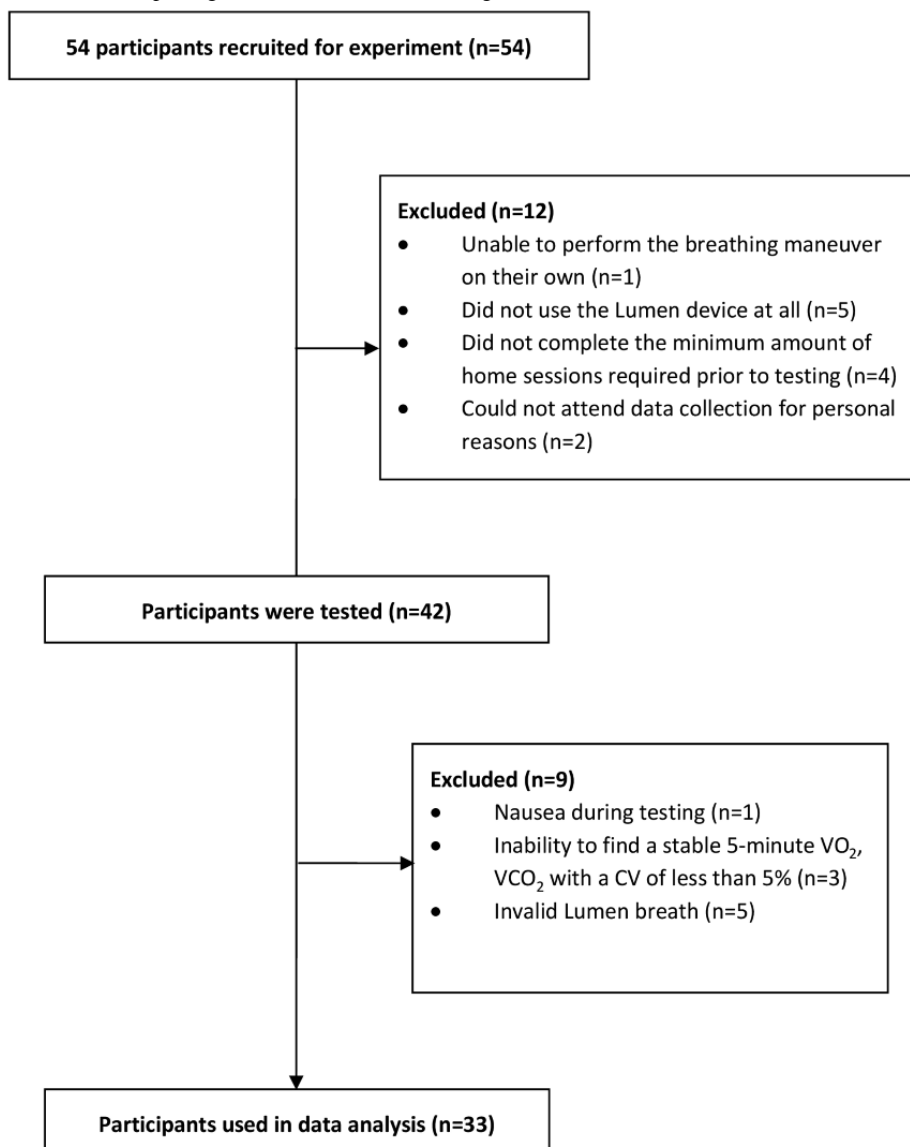 54 participants recruited for experiment (n=54)
Excluded (n=12)
• Unable to perform the breathing maneuver
on their own (n=1)
• Did not use the Lumen device at all (n=5)
• Did not complete the minimum amount of
home sessions required prior to testing (n=4)
• Could not attend data collection for personal
reasons (n=2)
Participants were tested (n=42)
Excluded (n=9)
• Nausea during testing (n=1)
• Inability to find a stable 5-minute VO₂,
VCO₂ with a CV of less than 5% (n=3)
• Invalid Lumen breath (n=5)
Participants used in data analysis (n=33)